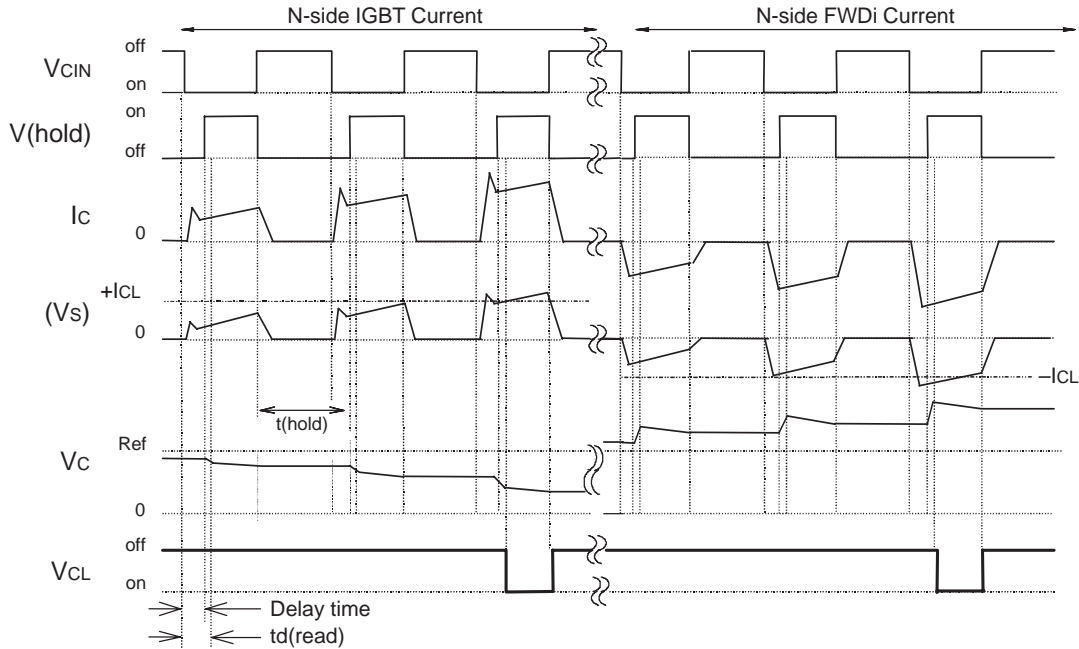 N-side IGBT Current
N-side FWDi Current
off
VCIN
on
on
V(hold)
off
IC
0
+ICL
(VS)
0
–ICL
t(hold)
Ref
VC
0
off
VCL
on
Delay time
td(read)